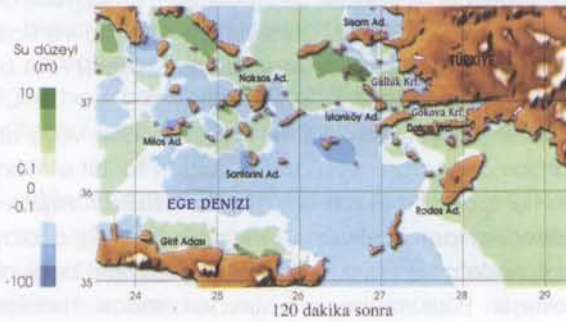 Su düzeyi
(m)
10
0.1
0
-0.1
-100
Sisam Ad.
TÜRKİYE
Naksos Ad.
Güllük Krf.
37
İstanköy Ad.
Gökova Krf.
Datça Yrd.
Milos Ad.
Santorini Ad.
36
EGE DENİZİ
Rodos Ad.
Girit Adası
35
24
25
26
27
28
29
120 dakika sonra